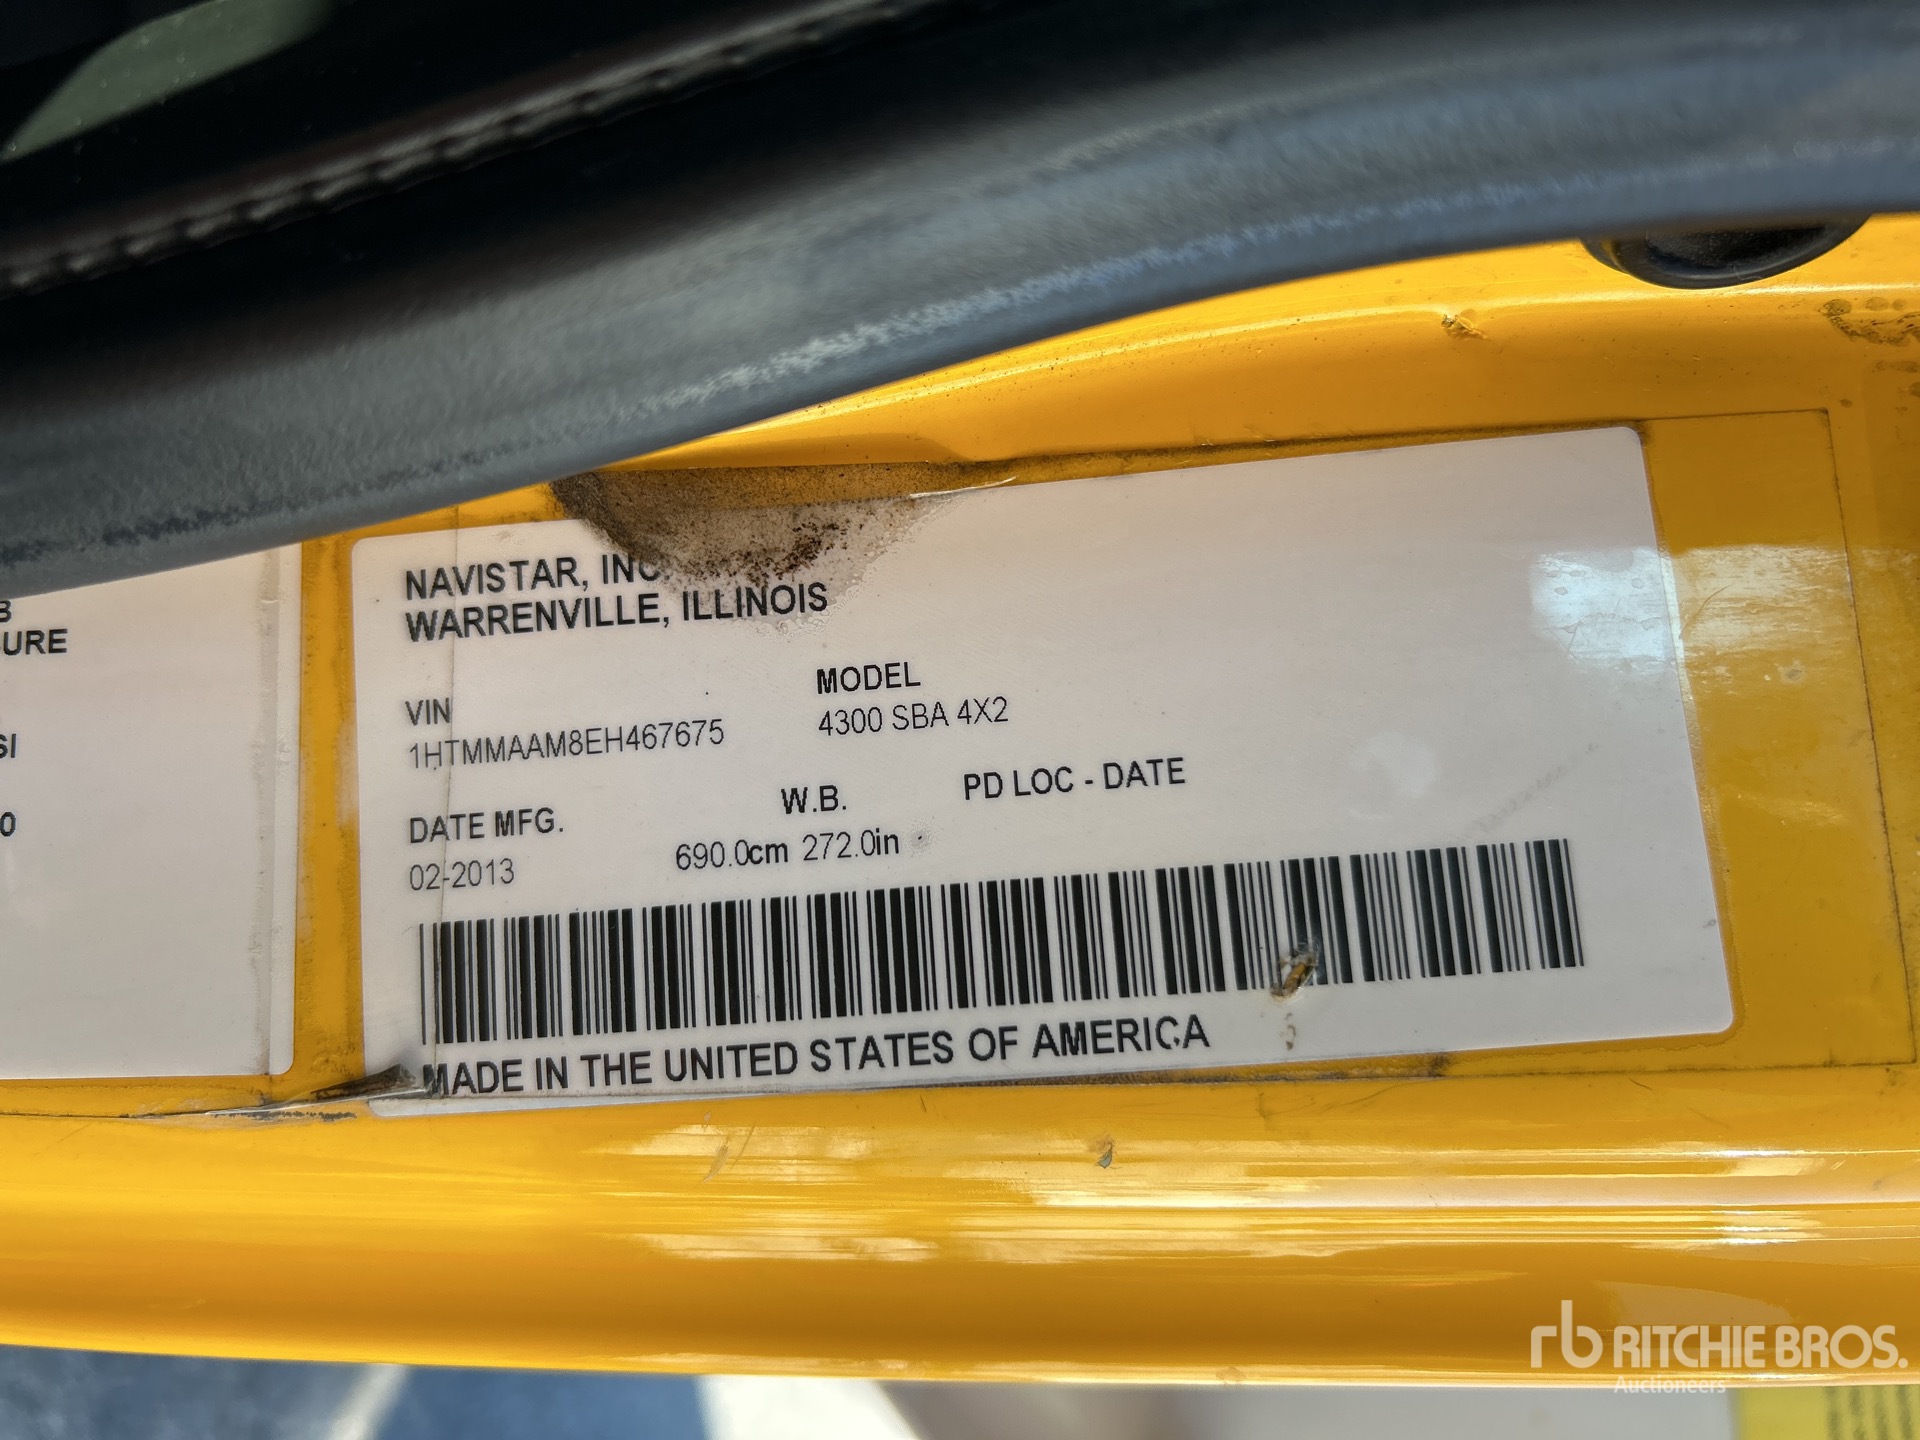 B
URE
SI
0
NAVISTAR, INC.
WARRENVILLE, ILLINOIS
VIN
1HTMMAAM8EH467675
MODEL
4300 SBA 4X2
DATE MFG.
02-2013
W.B.
690.0cm 272.0in
PD LOC - DATE
MADE IN THE UNITED STATES OF AMERICA
rb RITCHIE BROS.
Auctioneers